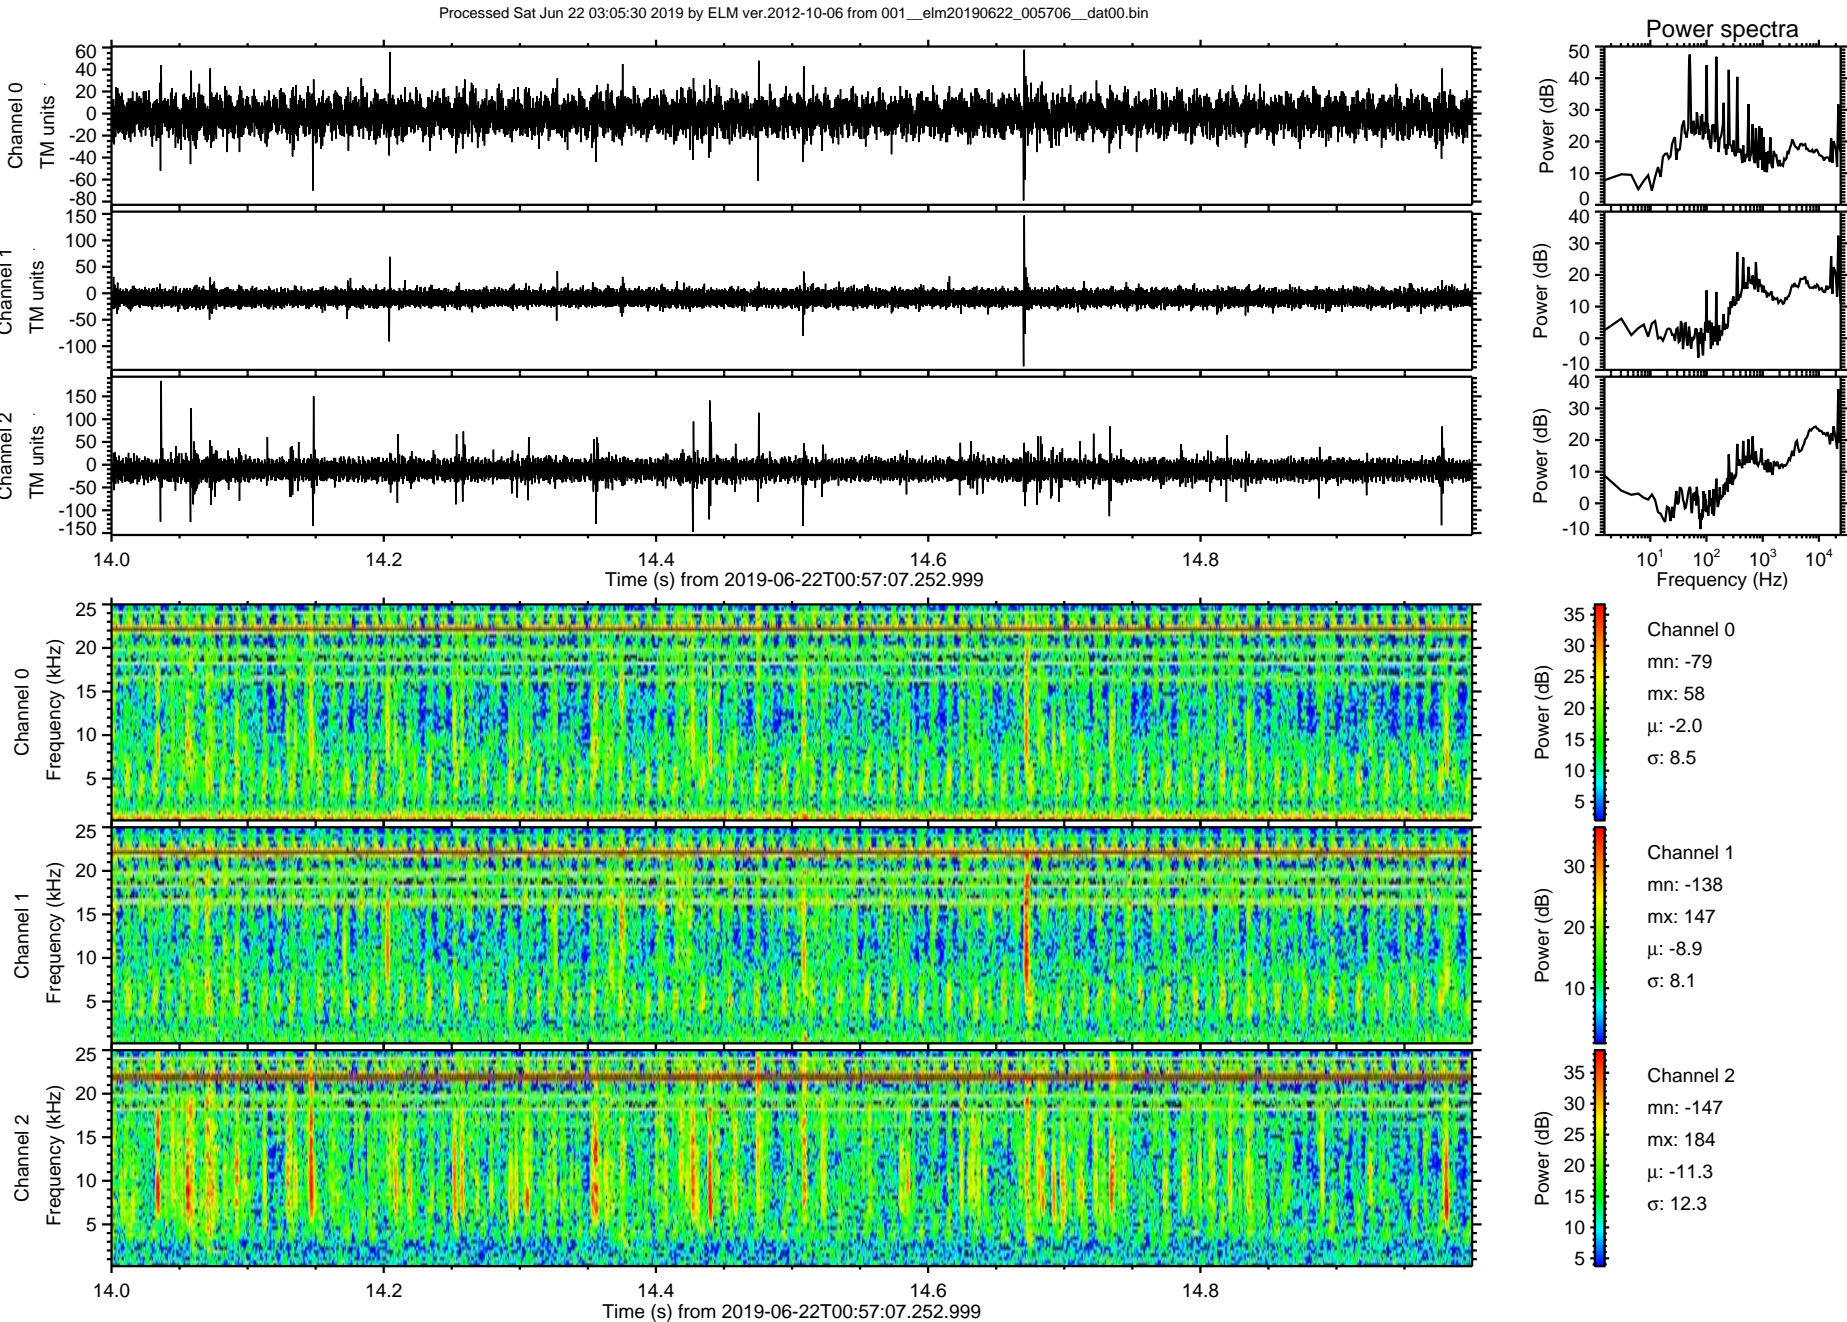 Processed Sat Jun 22 03:05:30 2019 by ELM ver.2012-10-06 from 001__elm20190622_005706__dat00.bin
Power spectra
Channel 0
TM units
60
40
20
0
-20
-40
-60
-80
Power (dB)
50
40
30
20
10
0
Channel 1
TM units
150
100
50
0
-50
-100
Power (dB)
40
30
20
10
0
-10
Channel 2
TM units
150
100
50
0
-50
-100
-150
Power (dB)
40
30
20
10
0
-10
14.0 14.2 14.4 14.6 14.8
Time (s) from 2019-06-22T00:57:07.252.999
10^1 10^2 10^3 10^4
Frequency (Hz)
Channel 0
Frequency (kHz)
25
20
15
10
5
Power (dB)
35
30
25
20
15
10
5
Channel 0
mn: -79
mx: 58
μ: -2.0
σ: 8.5
Channel 1
Frequency (kHz)
25
20
15
10
5
Power (dB)
30
20
10
Channel 1
mn: -138
mx: 147
μ: -8.9
σ: 8.1
Channel 2
Frequency (kHz)
25
20
15
10
5
Power (dB)
35
30
25
20
15
10
5
Channel 2
mn: -147
mx: 184
μ: -11.3
σ: 12.3
14.0 14.2 14.4 14.6 14.8
Time (s) from 2019-06-22T00:57:07.252.999